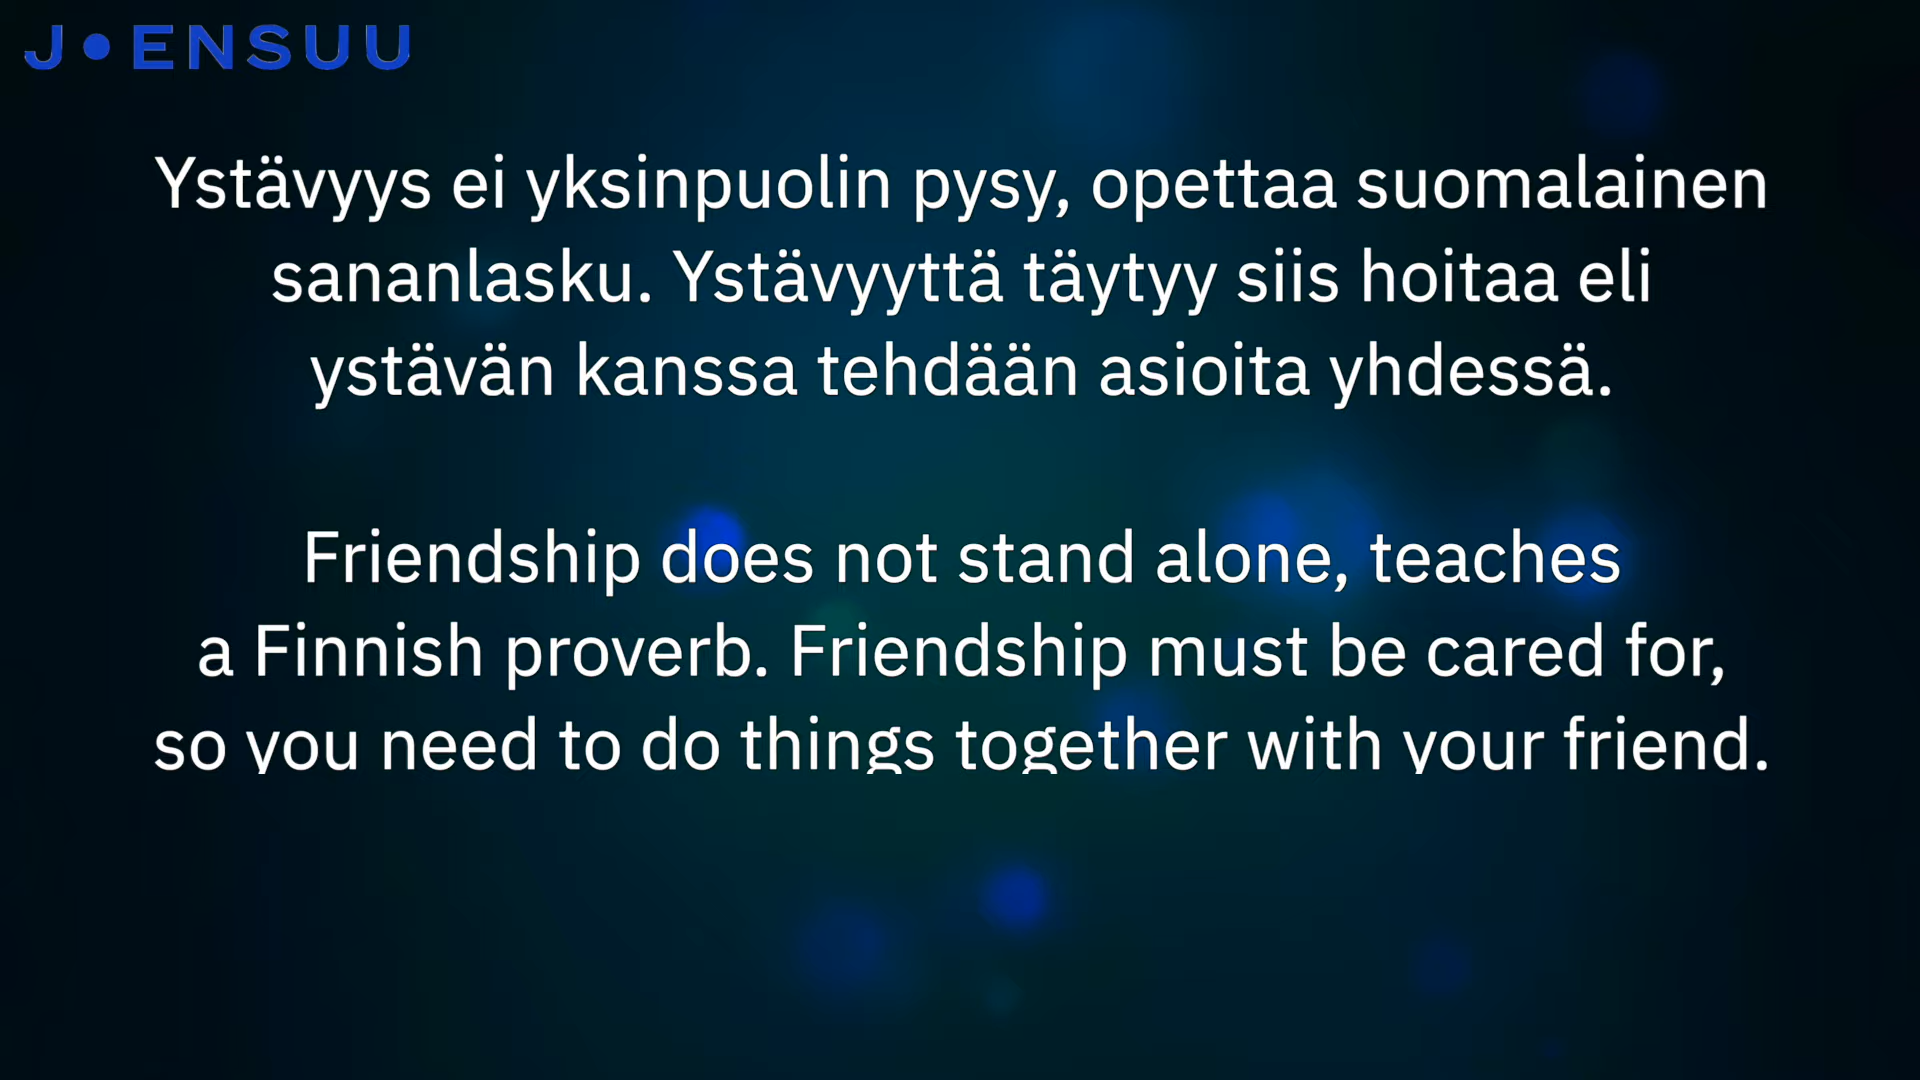 J•ENSUU
Ystävyys ei yksinpuolin pysy, opettaa suomalainen
sananlasku. Ystävyyttä täytyy siis hoitaa eli
ystävän kanssa tehdään asioita yhdessä.
Friendship does not stand alone, teaches
a Finnish proverb. Friendship must be cared for,
so you need to do things together with your friend.